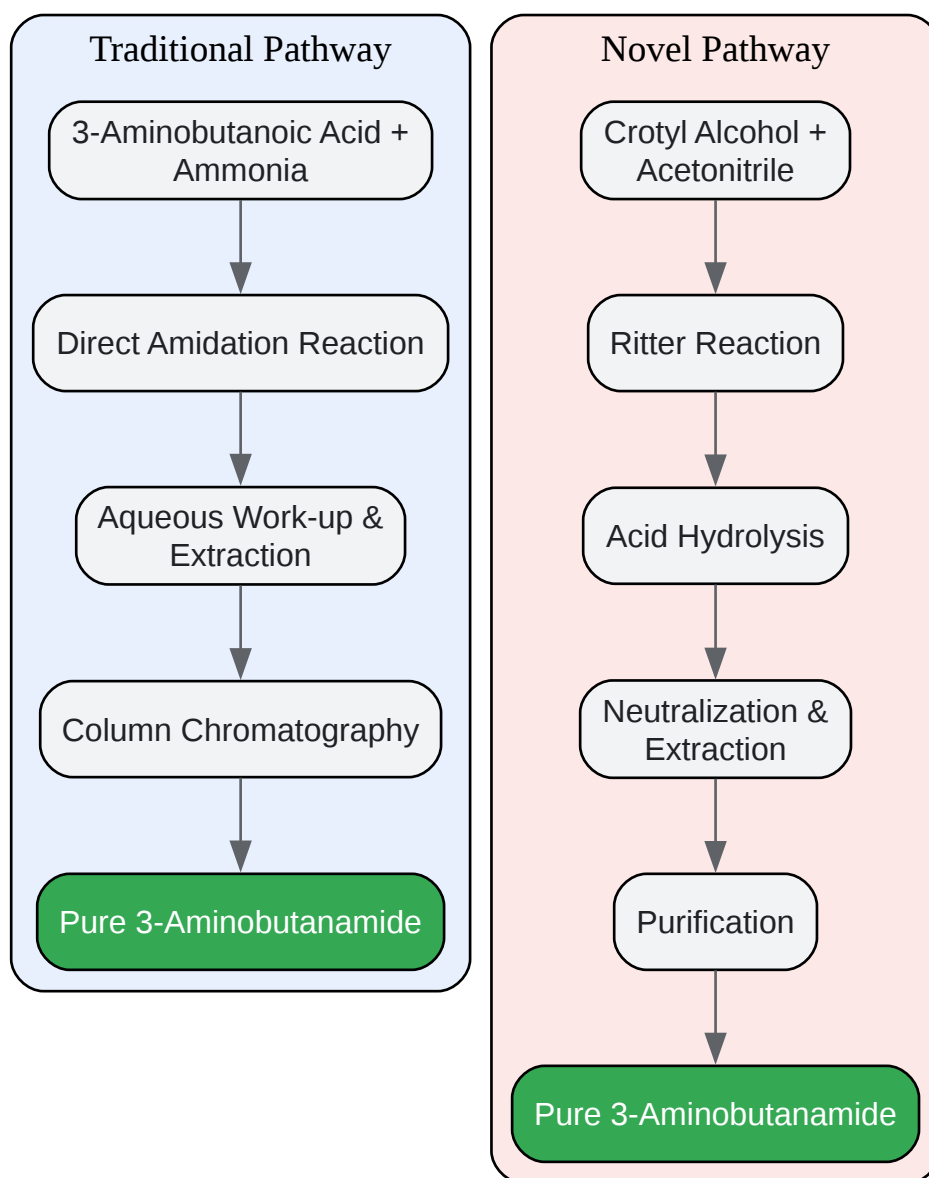 Traditional Pathway
3-Aminobutanoic Acid +
Ammonia
Direct Amidation Reaction
Aqueous Work-up &
Extraction
Column Chromatography
Pure 3-Aminobutanamide
Novel Pathway
Crotyl Alcohol +
Acetonitrile
Ritter Reaction
Acid Hydrolysis
Neutralization &
Extraction
Purification
Pure 3-Aminobutanamide